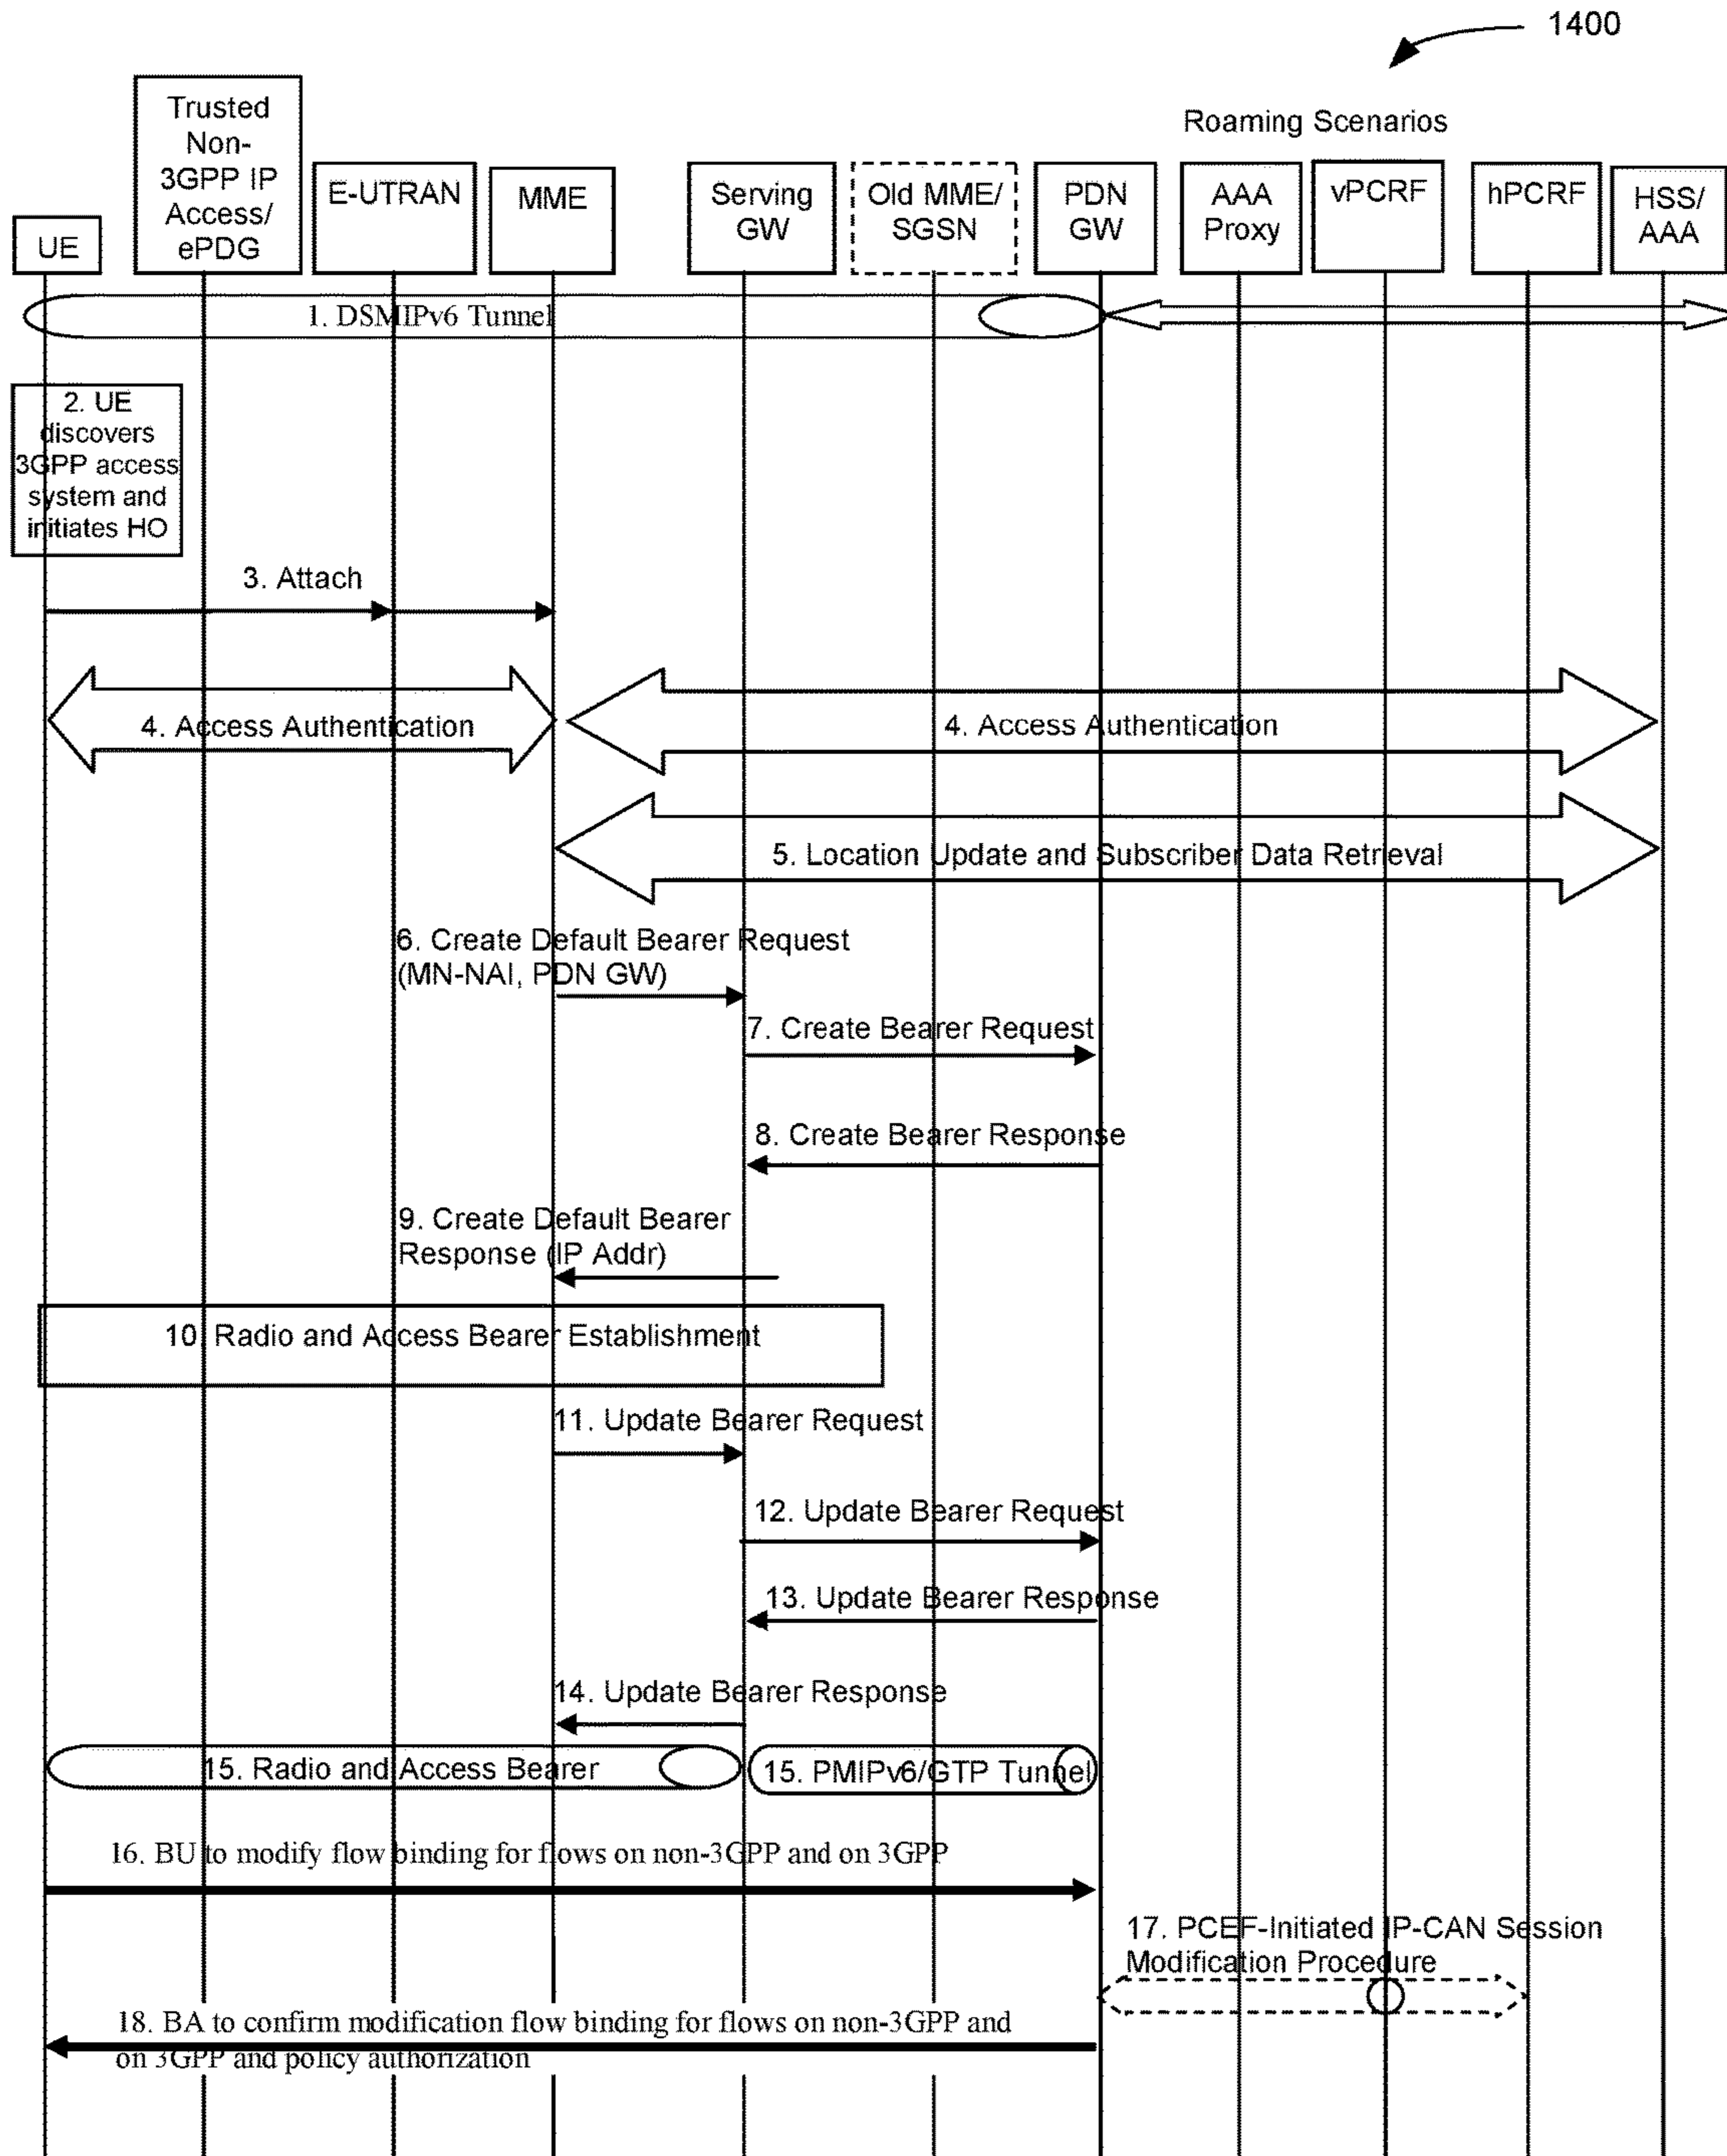 1400
Roaming Scenarios
Trusted
Non-
3GPP IP
Access/
ePDG
UE
E-UTRAN
MME
Serving
GW
Old MME/
SGSN
PDN
GW
AAA
Proxy
vPCRF
hPCRF
HSS/
AAA
1. DSMIPv6 Tunnel
2. UE
discovers
3GPP access
system and
initiates HO
3. Attach
4. Access Authentication
4. Access Authentication
5. Location Update and Subscriber Data Retrieval
6. Create Default Bearer Request
(MN-NAI, PDN GW)
7. Create Bearer Request
8. Create Bearer Response
9. Create Default Bearer
Response (IP Addr)
10. Radio and Access Bearer Establishment
11. Update Bearer Request
12. Update Bearer Request
13. Update Bearer Response
14. Update Bearer Response
15. Radio and Access Bearer
15. PMIPv6/GTP Tunnel
16. BU to modify flow binding for flows on non-3GPP and on 3GPP
17. PCEF-Initiated IP-CAN Session
Modification Procedure
18. BA to confirm modification flow binding for flows on non-3GPP and
on 3GPP and policy authorization